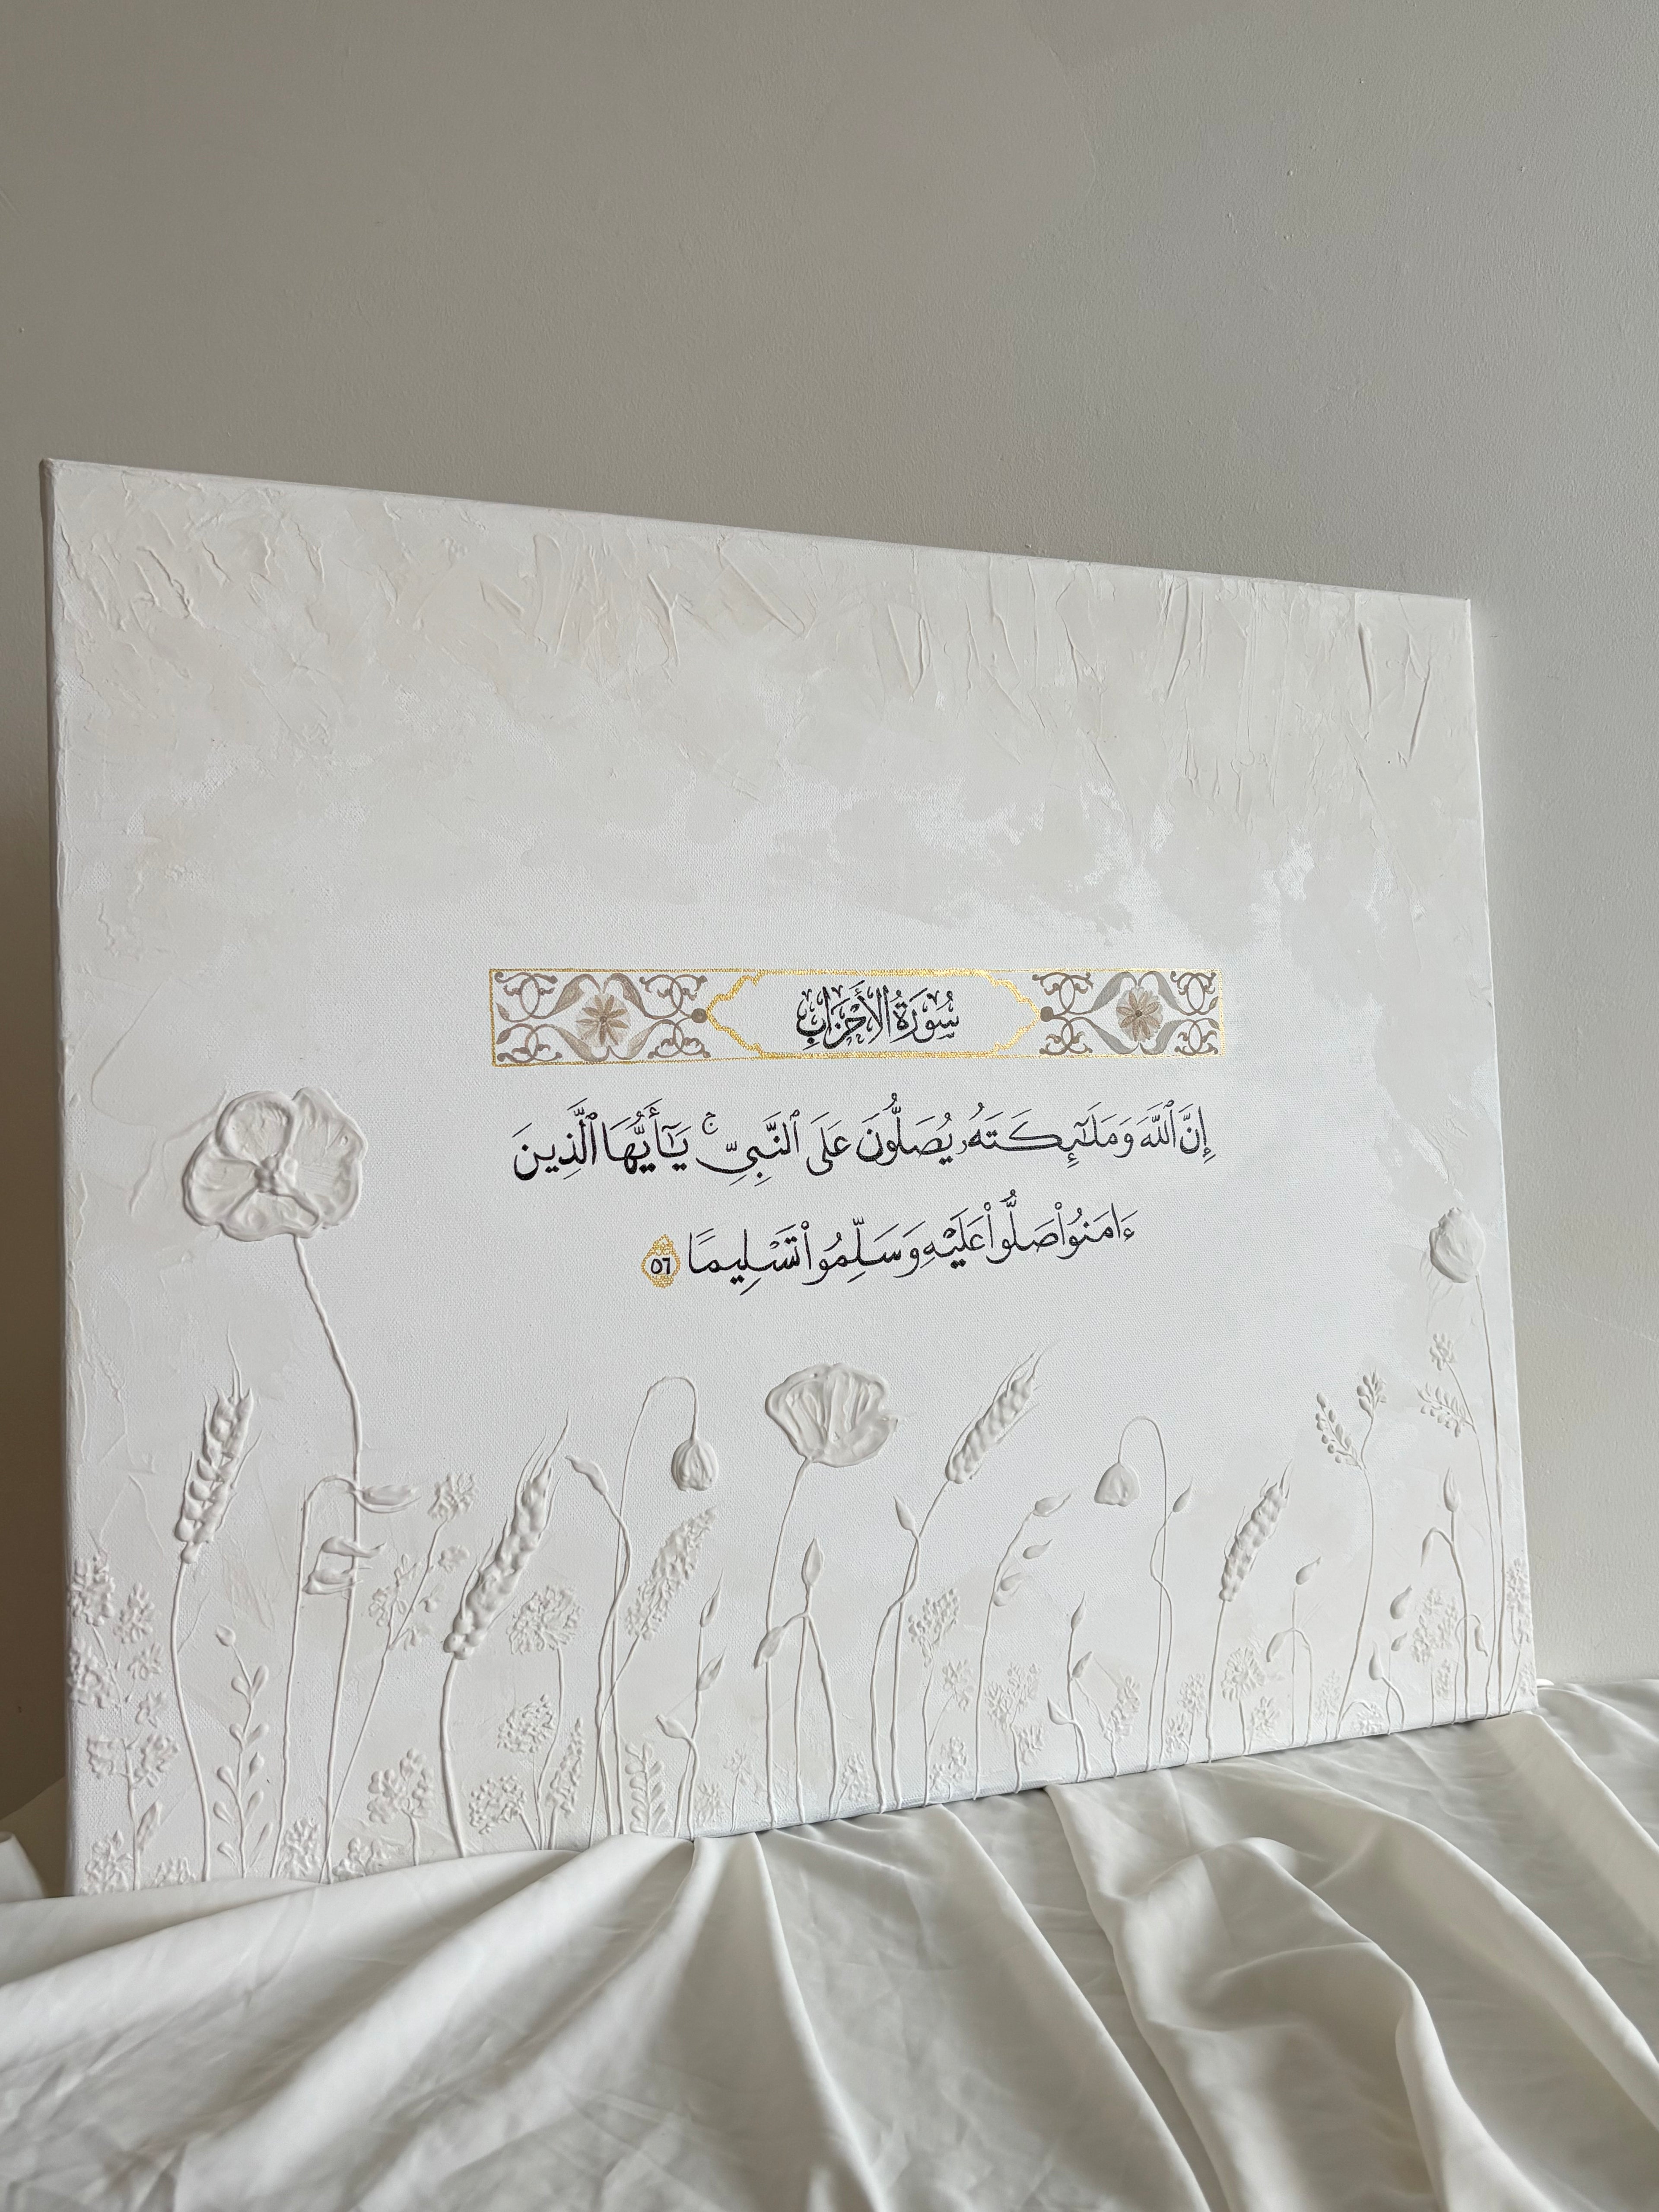 سُورَةُ الأَحْزَابِ
إِنَّ ٱللَّهَ وَمَلَـٰٓئِكَتَهُۥ يُصَلُّونَ عَلَى ٱلنَّبِىِّ ۚ يَـٰٓأَيُّهَا ٱلَّذِينَ
ءَامَنُوا۟ صَلُّوا۟ عَلَيْهِ وَسَلِّمُوا۟ تَسْلِيمًا ٥٦